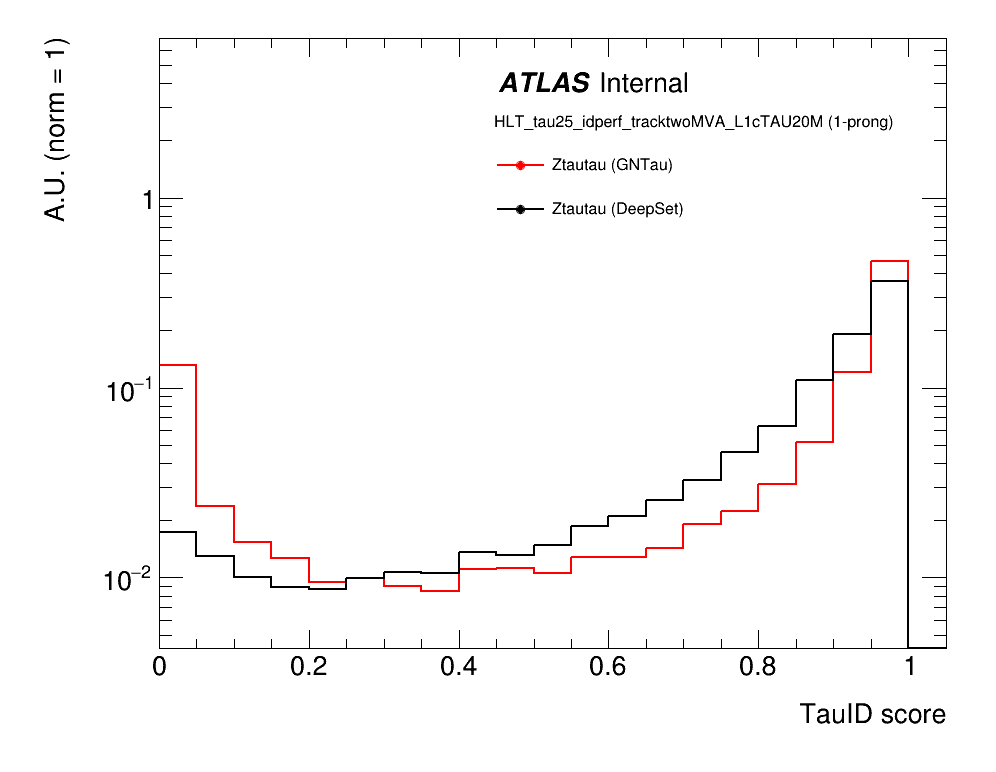 A.U. (norm = 1)
ATLAS Internal
HLT_tau25_idperf_tracktwoMVA_L1cTAU20M (1-prong)
Ztautau (GNTau)
Ztautau (DeepSet)
1
10⁻¹
10⁻²
0 0.2 0.4 0.6 0.8 1
TauID score